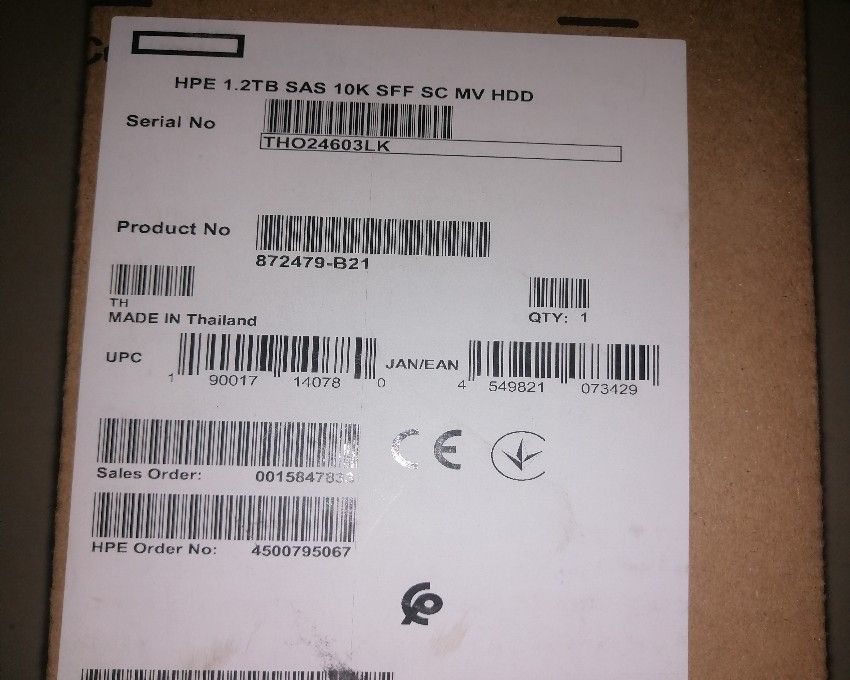 HPE 1.2TB SAS 10K SFF SC MV HDD
Serial No
THO24603LK
Product No
872479-B21
TH
MADE IN Thailand
QTY: 1
UPC
1 90017 14078 0
JAN/EAN
4 549821 073429
Sales Order:
HPE Order No: 4500795067
CE